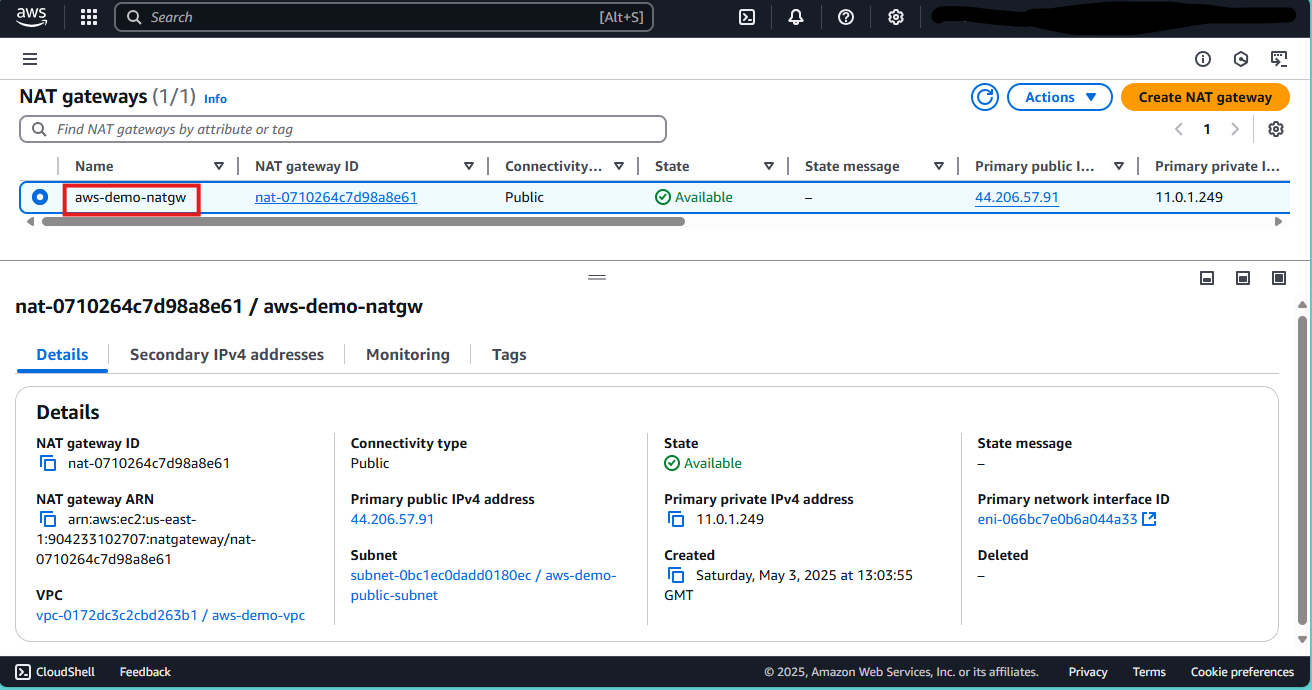 aws
Search [Alt+S]
NAT gateways (1/1) Info
Actions
Create NAT gateway
Find NAT gateways by attribute or tag
1
Name NAT gateway ID Connectivity... State State message Primary public I... Primary private I...
aws-demo-natgw nat-0710264c7d98a8e61 Public Available – 44.206.57.91 11.0.1.249
nat-0710264c7d98a8e61 / aws-demo-natgw
Details Secondary IPv4 addresses Monitoring Tags
Details
NAT gateway ID
nat-0710264c7d98a8e61
NAT gateway ARN
arn:aws:ec2:us-east-
1:904233102707:natgateway/nat-
0710264c7d98a8e61
VPC
vpc-0172dc3c2cbd263b1 / aws-demo-vpc
Connectivity type
Public
Primary public IPv4 address
44.206.57.91
Subnet
subnet-0bc1ec0dadd0180ec / aws-demo-
public-subnet
State
Available
Primary private IPv4 address
11.0.1.249
Created
Saturday, May 3, 2025 at 13:03:55
GMT
State message
–
Primary network interface ID
eni-066bc7e0b6a044a33
Deleted
–
CloudShell Feedback © 2025, Amazon Web Services, Inc. or its affiliates. Privacy Terms Cookie preferences